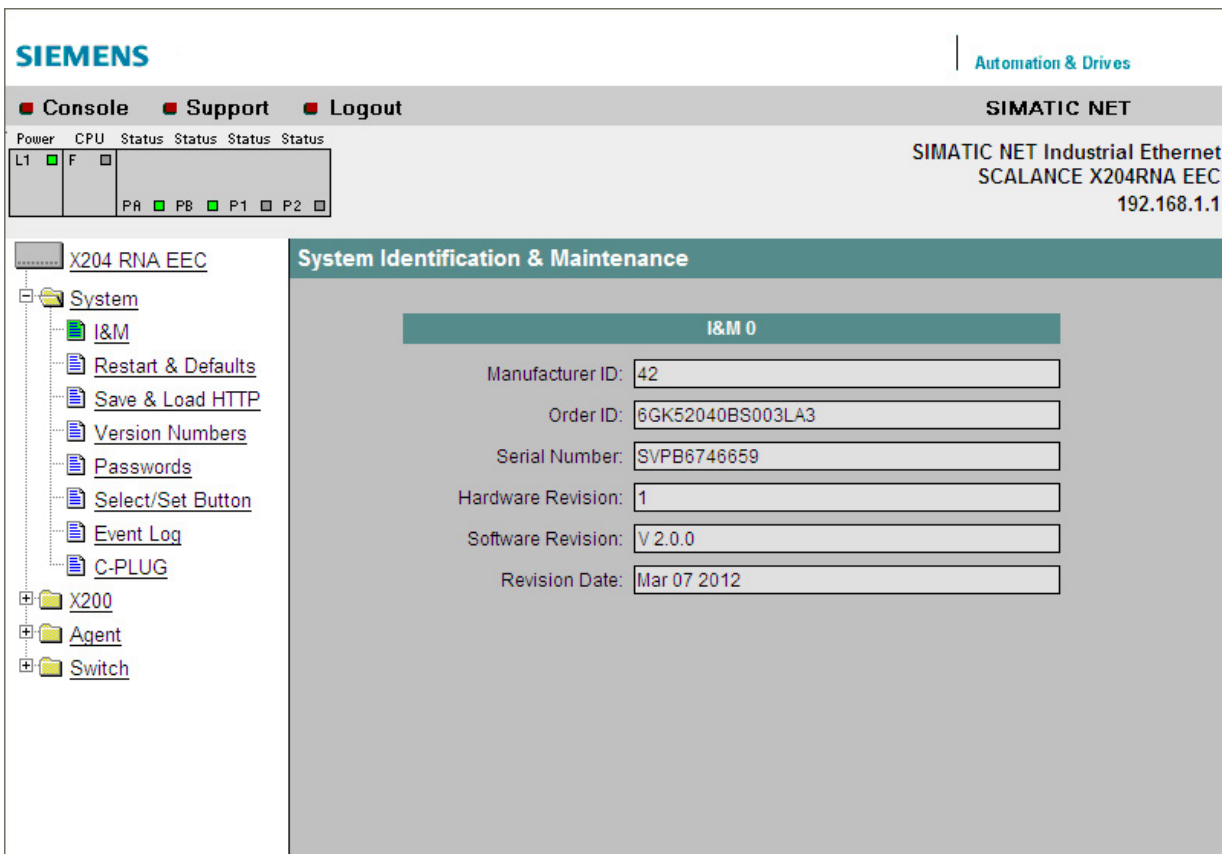 SIEMENS
Automation & Drives
Console Support Logout
SIMATIC NET
Power CPU Status Status Status Status
L1 F
PA PB P1 P2
SIMATIC NET Industrial Ethernet
SCALANCE X204RNA EEC
192.168.1.1
X204 RNA EEC
System
I&M
Restart & Defaults
Save & Load HTTP
Version Numbers
Passwords
Select/Set Button
Event Log
C-PLUG
X200
Agent
Switch
System Identification & Maintenance
I&M 0
Manufacturer ID: 42
Order ID: 6GK52040BS003LA3
Serial Number: SVPB6746659
Hardware Revision: 1
Software Revision: V 2.0.0
Revision Date: Mar 07 2012